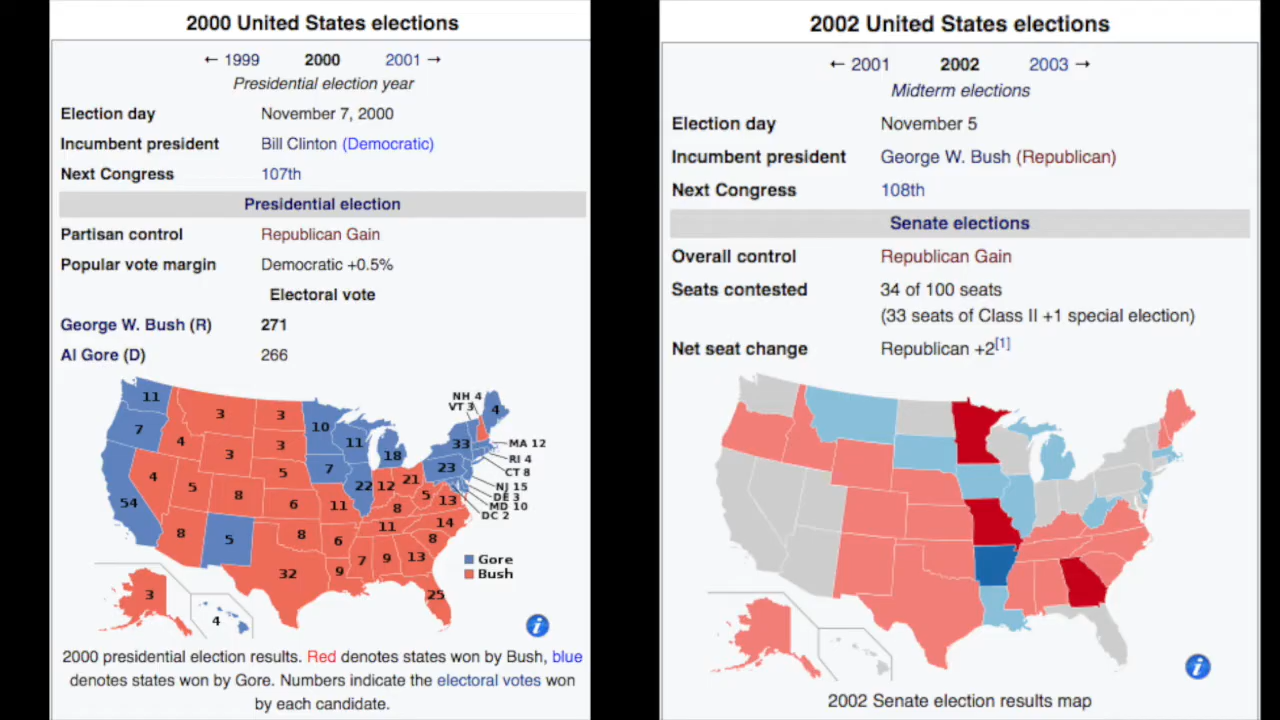 2000 United States elections
← 1999 2000 2001 →
Presidential election year
Election day November 7, 2000
Incumbent president Bill Clinton (Democratic)
Next Congress 107th
Presidential election
Partisan control Republican Gain
Popular vote margin Democratic +0.5%
Electoral vote
George W. Bush (R) 271
Al Gore (D) 266
NH 4
VT 3
11 3 3 10 4
7 4 3 3 11 18 33 MA 12
RI 4
CT 8
4 5 8 5 7 22 12 21 23 NJ 15
DE 3
MD 10
DC 2
54 6 11 8 5 13
8 5 8 6 11 14
8
32 9 7 9 13
Gore
Bush
3 4 25
2000 presidential election results. Red denotes states won by Bush, blue
denotes states won by Gore. Numbers indicate the electoral votes won
by each candidate.
2002 United States elections
← 2001 2002 2003 →
Midterm elections
Election day November 5
Incumbent president George W. Bush (Republican)
Next Congress 108th
Senate elections
Overall control Republican Gain
Seats contested 34 of 100 seats
(33 seats of Class II +1 special election)
Net seat change Republican +2[1]
2002 Senate election results map